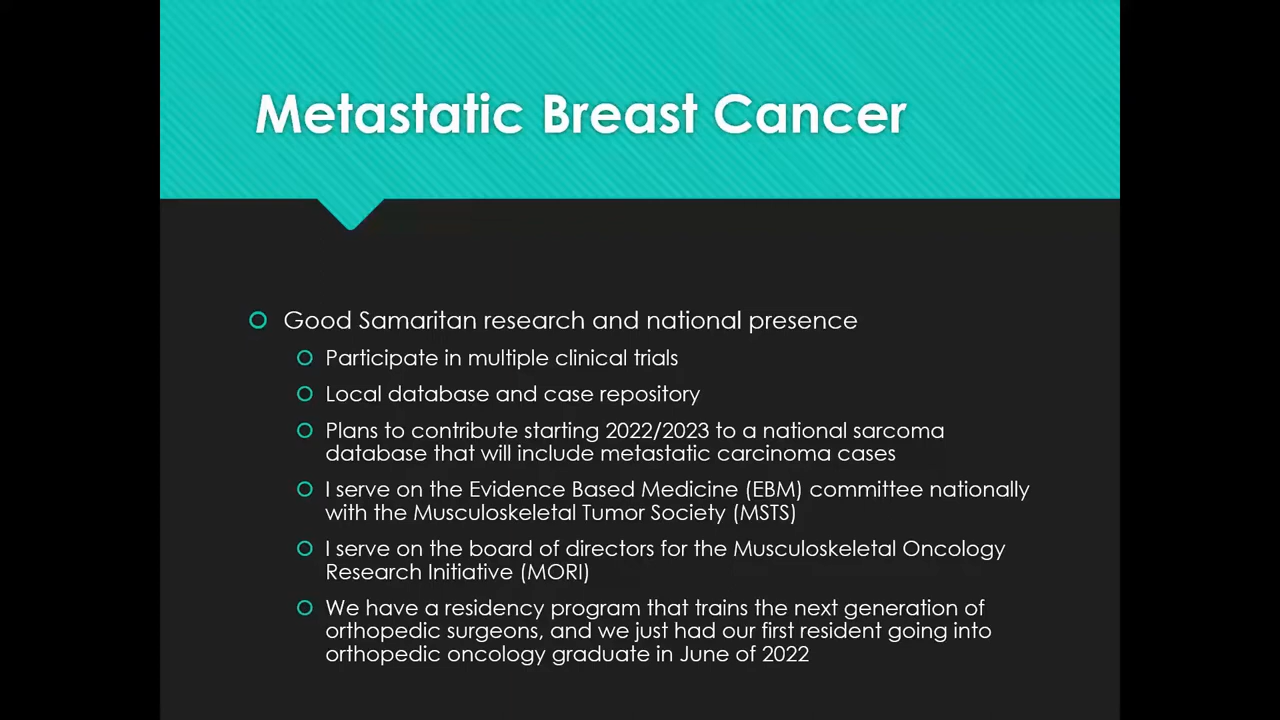 Metastatic Breast Cancer
Good Samaritan research and national presence
Participate in multiple clinical trials
Local database and case repository
Plans to contribute starting 2022/2023 to a national sarcoma
database that will include metastatic carcinoma cases
I serve on the Evidence Based Medicine (EBM) committee nationally
with the Musculoskeletal Tumor Society (MSTS)
I serve on the board of directors for the Musculoskeletal Oncology
Research Initiative (MORI)
We have a residency program that trains the next generation of
orthopedic surgeons, and we just had our first resident going into
orthopedic oncology graduate in June of 2022